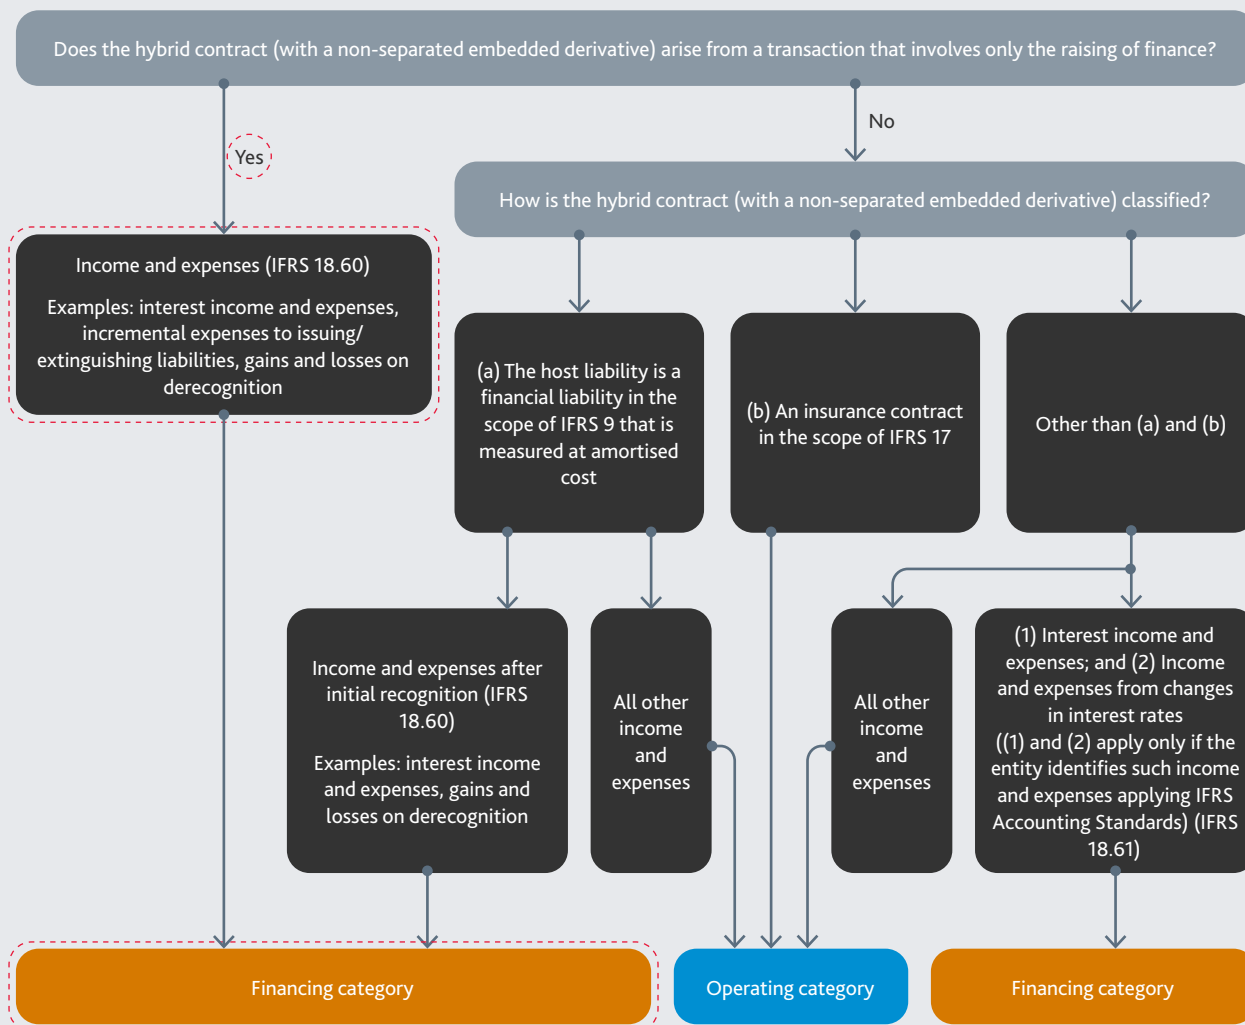 Does the hybrid contract (with a non-separated embedded derivative) arise from a transaction that involves only the raising of finance?
No
Yes
How is the hybrid contract (with a non-separated embedded derivative) classified?
Income and expenses (IFRS 18.60)
Examples: interest income and expenses,
incremental expenses to issuing/
extinguishing liabilities, gains and losses on
derecognition
(a) The host liability is a
financial liability in the
scope of IFRS 9 that is
measured at amortised
cost
(b) An insurance contract
in the scope of IFRS 17
Other than (a) and (b)
Income and expenses after
initial recognition (IFRS
18.60)
Examples: interest income
and expenses, gains and
losses on derecognition
All other
income
and
expenses
All other
income
and
expenses
(1) Interest income and
expenses; and (2) Income
and expenses from changes
in interest rates
((1) and (2) apply only if the
entity identifies such income
and expenses applying IFRS
Accounting Standards) (IFRS
18.61)
Financing category
Operating category
Financing category